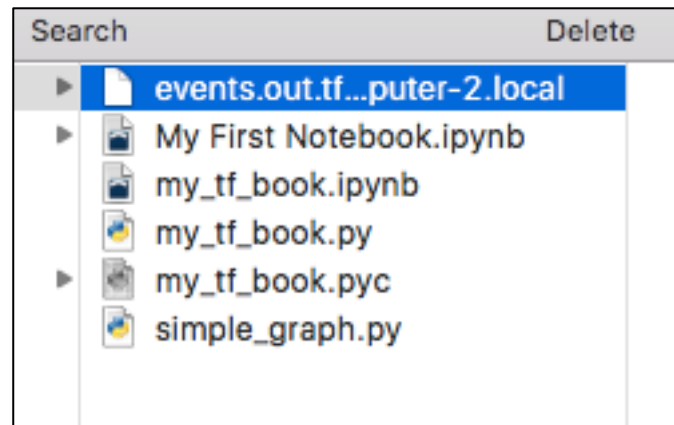 Search Delete
events.out.tf...puter-2.local
My First Notebook.ipynb
my_tf_book.ipynb
my_tf_book.py
my_tf_book.pyc
simple_graph.py